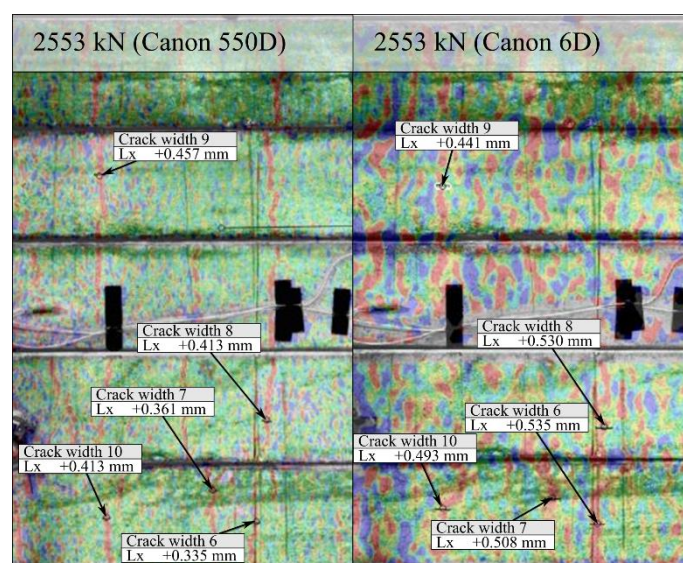 2553 kN (Canon 550D)
Crack width 9
Lx +0.457 mm
Crack width 8
Lx +0.413 mm
Crack width 7
Lx +0.361 mm
Crack width 10
Lx +0.413 mm
Crack width 6
Lx +0.335 mm
2553 kN (Canon 6D)
Crack width 9
Lx +0.441 mm
Crack width 8
Lx +0.530 mm
Crack width 6
Lx +0.535 mm
Crack width 10
Lx +0.493 mm
Crack width 7
Lx +0.508 mm